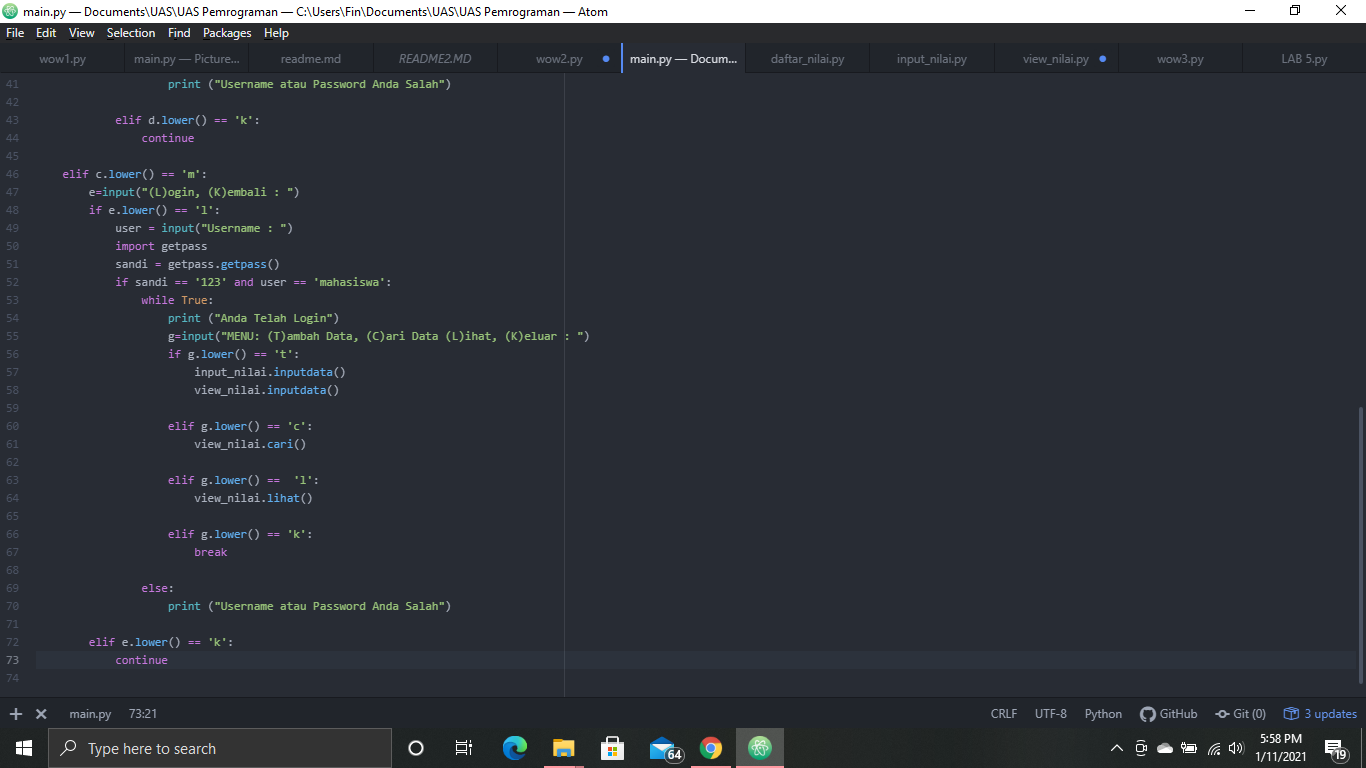 main.py — Documents\UAS\UAS Pemrograman — C:\Users\Fin\Documents\UAS\UAS Pemrograman — Atom
File Edit View Selection Find Packages Help
wow1.py main.py — Picture... readme.md README2.MD wow2.py main.py — Docum... daftar_nilai.py input_nilai.py view_nilai.py wow3.py LAB 5.py
41 print ("Username atau Password Anda Salah")
42
43 elif d.lower() == 'k':
44 continue
45
46 elif c.lower() == 'm':
47 e=input("(L)ogin, (K)embali : ")
48 if e.lower() == 'l':
49 user = input("Username : ")
50 import getpass
51 sandi = getpass.getpass()
52 if sandi == '123' and user == 'mahasiswa':
53 while True:
54 print ("Anda Telah Login")
55 g=input("MENU: (T)ambah Data, (C)ari Data (L)ihat, (K)eluar : ")
56 if g.lower() == 't':
57 input_nilai.inputdata()
58 view_nilai.inputdata()
59
60 elif g.lower() == 'c':
61 view_nilai.cari()
62
63 elif g.lower() ==  'l':
64 view_nilai.lihat()
65
66 elif g.lower() == 'k':
67 break
68
69 else:
70 print ("Username atau Password Anda Salah")
71
72 elif e.lower() == 'k':
73 continue
74
main.py 73:21 CRLF UTF-8 Python GitHub Git (0) 3 updates
Type here to search 64 5:58 PM
1/11/2021 19